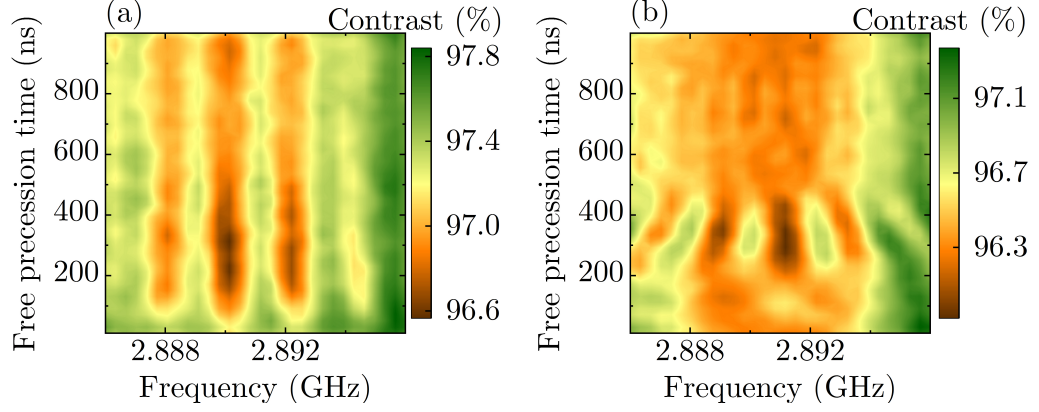 (a)
Contrast (%)
Free precession time (ns)
800
600
400
200
2.888
2.892
Frequency (GHz)
97.8
97.4
97.0
96.6
(b)
Contrast (%)
Free precession time (ns)
800
600
400
200
2.888
2.892
Frequency (GHz)
97.1
96.7
96.3